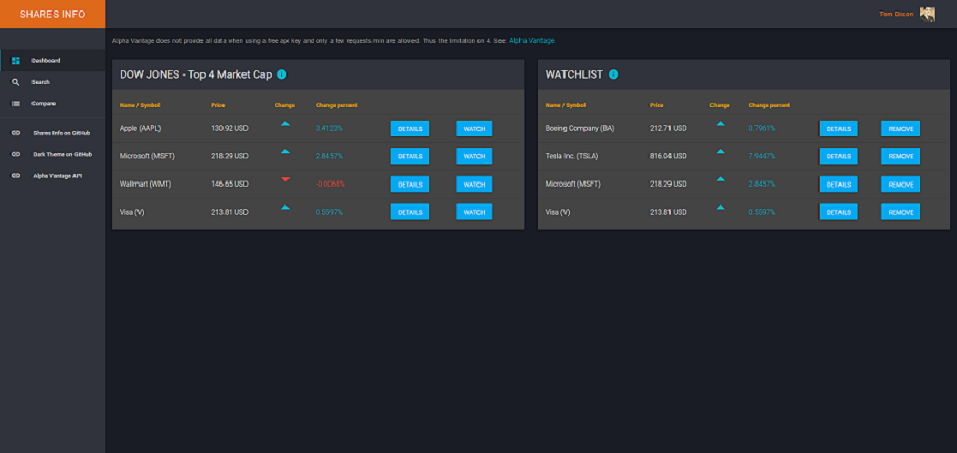 SHARES INFO
Tom Dixon
Dashboard
Search
Company
Shares Info on GitHub
Dark Theme on GitHub
Alpha Vantage API
Alpha Vantage does not provide all data when using a free api key and only a few requests/min are allowed. Thus the limitation on 4. See: Alpha Vantage.
DOW JONES • Top 4 Market Cap
Name / Symbol Price Change Change percent
Apple (AAPL) 130.92 USD 3.4123% DETAILS WATCH
Microsoft (MSFT) 218.29 USD 2.8457% DETAILS WATCH
Wallmart (WMT) 146.65 USD DETAILS WATCH
Visa (V) 213.81 USD 0.5597% DETAILS WATCH
WATCHLIST
Name / Symbol Price Change Change percent
Boeing Company (BA) 212.71 USD 0.7961% DETAILS REMOVE
Tesla Inc. (TSLA) 816.04 USD 7.9447% DETAILS REMOVE
Microsoft (MSFT) 218.29 USD 2.8457% DETAILS REMOVE
Visa (V) 213.81 USD 0.5597% DETAILS REMOVE